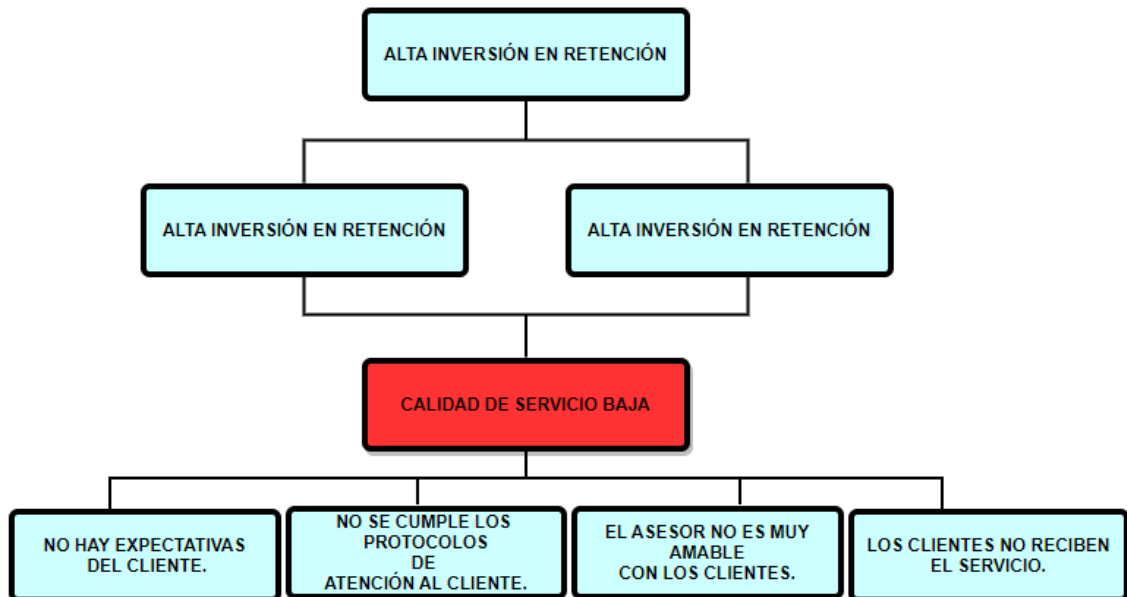 ALTA INVERSIÓN EN RETENCIÓN
ALTA INVERSIÓN EN RETENCIÓN
ALTA INVERSIÓN EN RETENCIÓN
CALIDAD DE SERVICIO BAJA
NO HAY EXPECTATIVAS
DEL CLIENTE.
NO SE CUMPLE LOS
PROTOCOLOS
DE
ATENCIÓN AL CLIENTE.
EL ASESOR NO ES MUY
AMABLE
CON LOS CLIENTES.
LOS CLIENTES NO RECIBEN
EL SERVICIO.